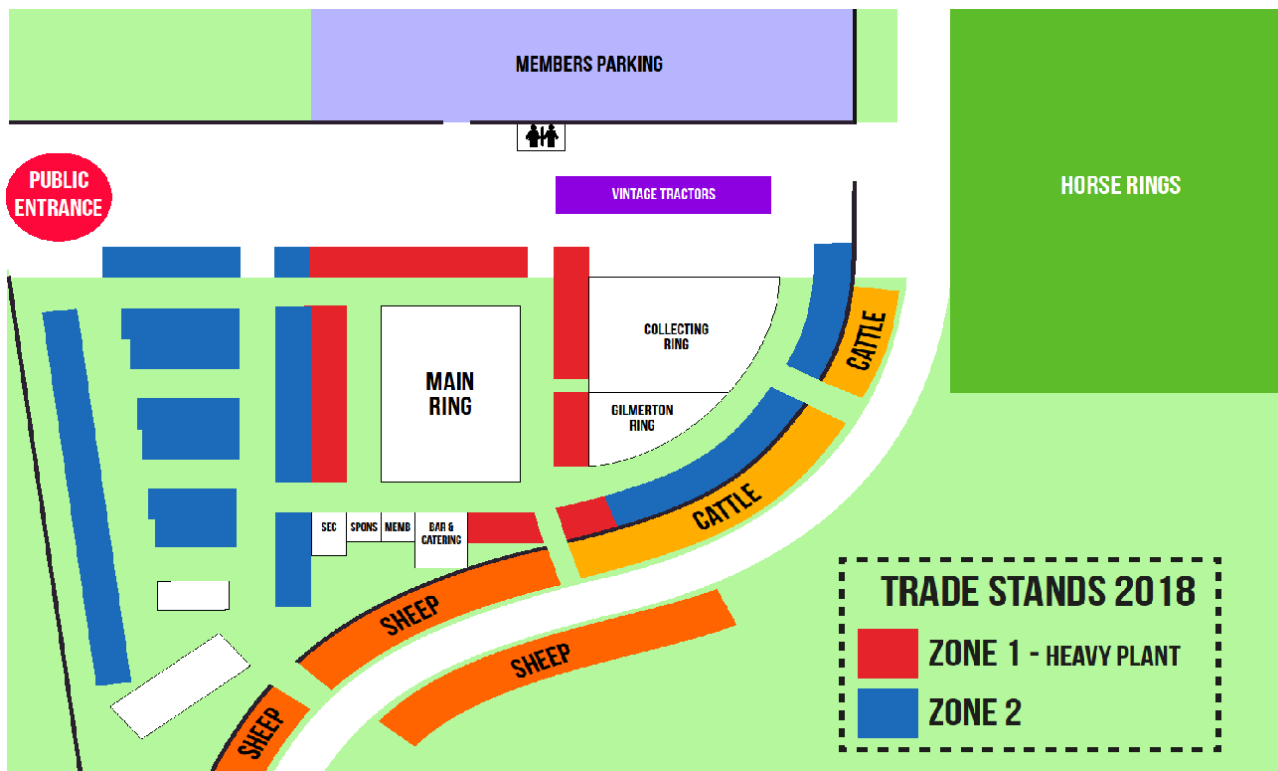 MEMBERS PARKING
PUBLIC
ENTRANCE
VINTAGE TRACTORS
HORSE RINGS
COLLECTING
RING
CATTLE
MAIN
RING
GILMERTON
RING
CATTLE
SEC
SPONS
MEMB
BAR &
CATERING
SHEEP
SHEEP
SHEEP
TRADE STANDS 2018
ZONE 1 - HEAVY PLANT
ZONE 2